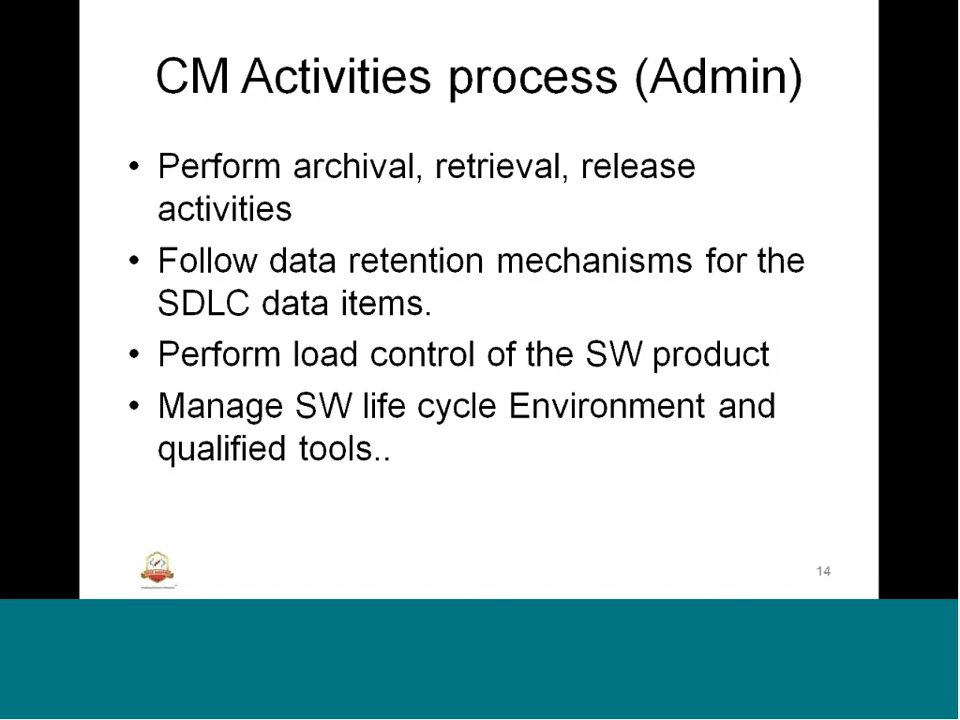 CM Activities process (Admin)
• Perform archival, retrieval, release
activities
• Follow data retention mechanisms for the
SDLC data items.
• Perform load control of the SW product
• Manage SW life cycle Environment and
qualified tools..
14